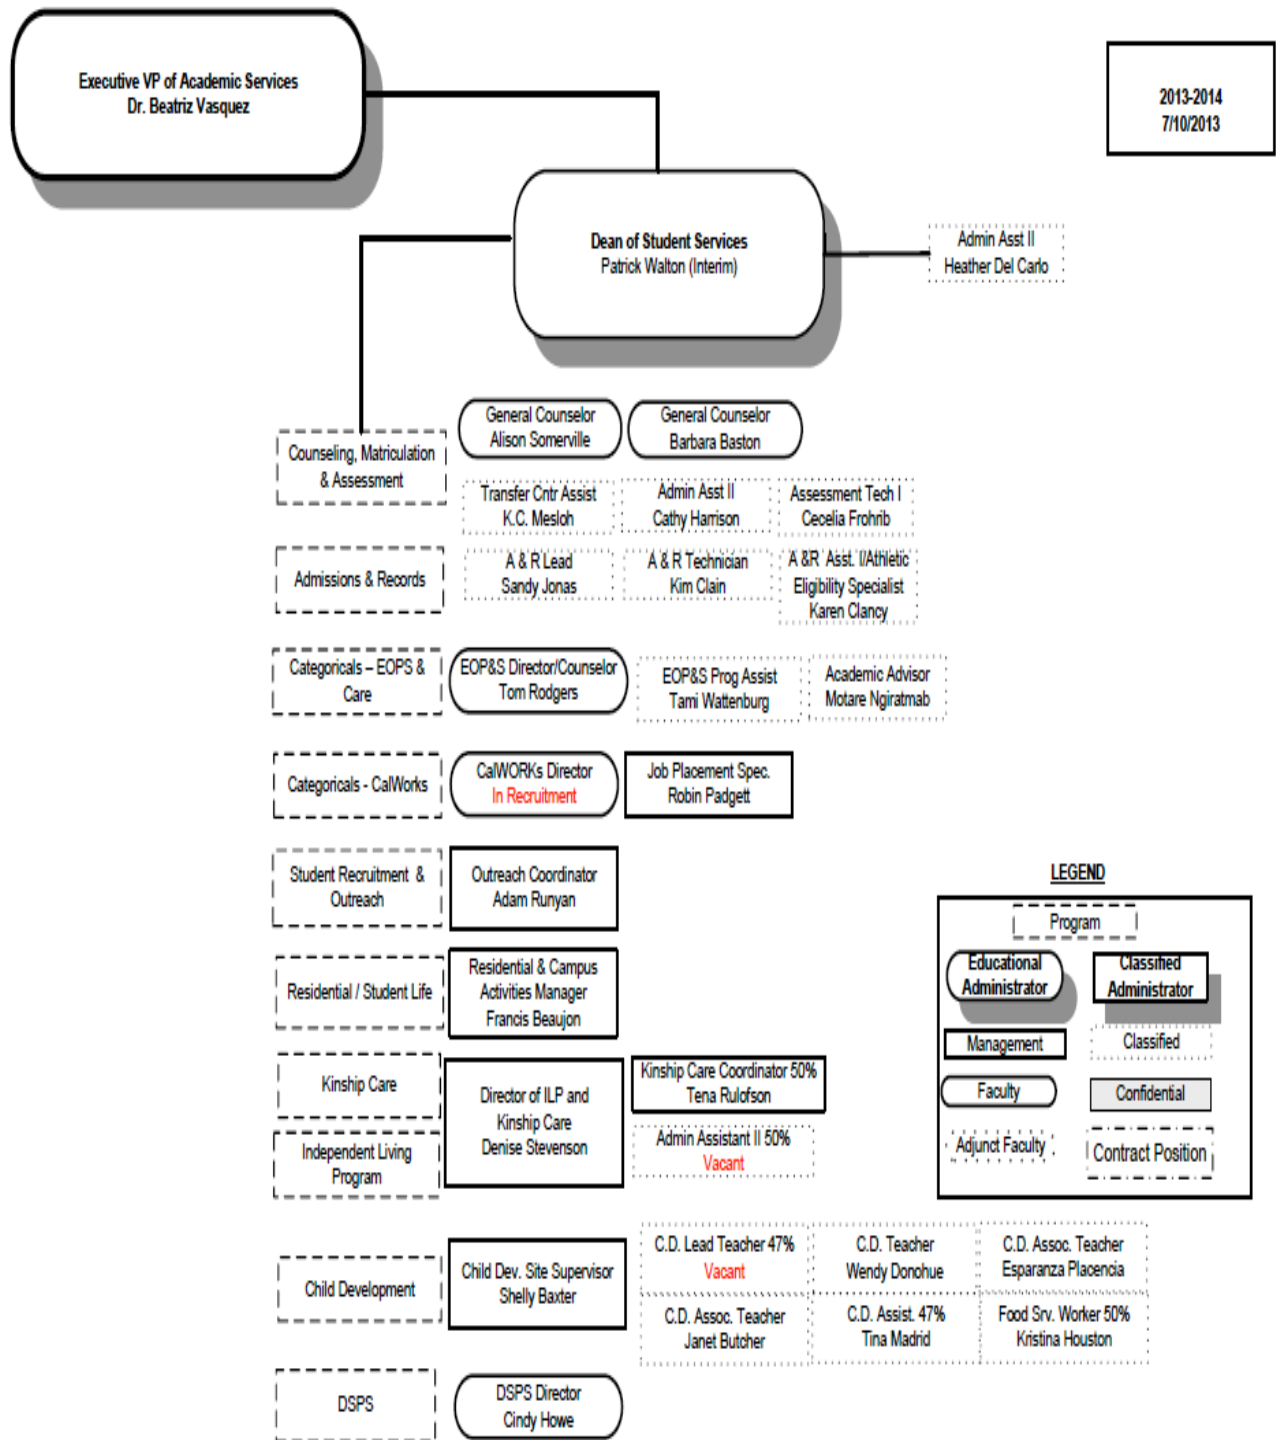 Executive VP of Academic Services
Dr. Beatriz Vasquez
2013-2014
7/10/2013
Dean of Student Services
Patrick Walton (Interim)
Admin Asst II
Heather Del Carlo
Counseling, Matriculation
& Assessment
General Counselor
Alison Somerville
General Counselor
Barbara Baston
Transfer Cntr Assist
K.C. Mesloh
Admin Asst II
Cathy Harrison
Assessment Tech I
Cecelia Frohrib
Admissions & Records
A & R Lead
Sandy Jonas
A & R Technician
Kim Clain
A &R Asst. I/Athletic
Eligibility Specialist
Karen Clancy
Categoricals – EOPS &
Care
EOP&S Director/Counselor
Tom Rodgers
EOP&S Prog Assist
Tami Wattenburg
Academic Advisor
Motare Ngiratmab
Categoricals - CalWorks
CalWORKs Director
In Recruitment
Job Placement Spec.
Robin Padgett
Student Recruitment &
Outreach
Outreach Coordinator
Adam Runyan
Residential / Student Life
Residential & Campus
Activities Manager
Francis Beaujon
Kinship Care
Independent Living
Program
Director of ILP and
Kinship Care
Denise Stevenson
Kinship Care Coordinator 50%
Tena Rulofson
Admin Assistant II 50%
Vacant
Child Development
Child Dev. Site Supervisor
Shelly Baxter
C.D. Lead Teacher 47%
Vacant
C.D. Teacher
Wendy Donohue
C.D. Assoc. Teacher
Esparanza Placencia
C.D. Assoc. Teacher
Janet Butcher
C.D. Assist. 47%
Tina Madrid
Food Srv. Worker 50%
Kristina Houston
DSPS
DSPS Director
Cindy Howe
LEGEND
Program
Educational
Administrator
Classified
Administrator
Management
Classified
Faculty
Confidential
Adjunct Faculty
Contract Position